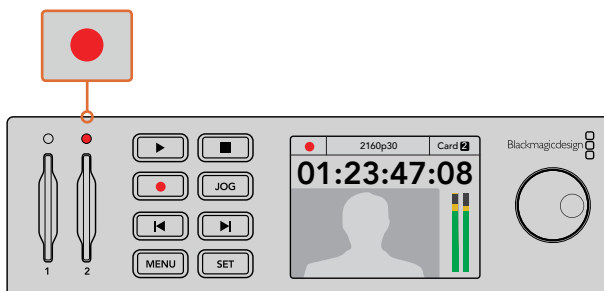 2160p30 Card 2
Blackmagicdesign
01:23:47:08
JOG
1 2
MENU SET